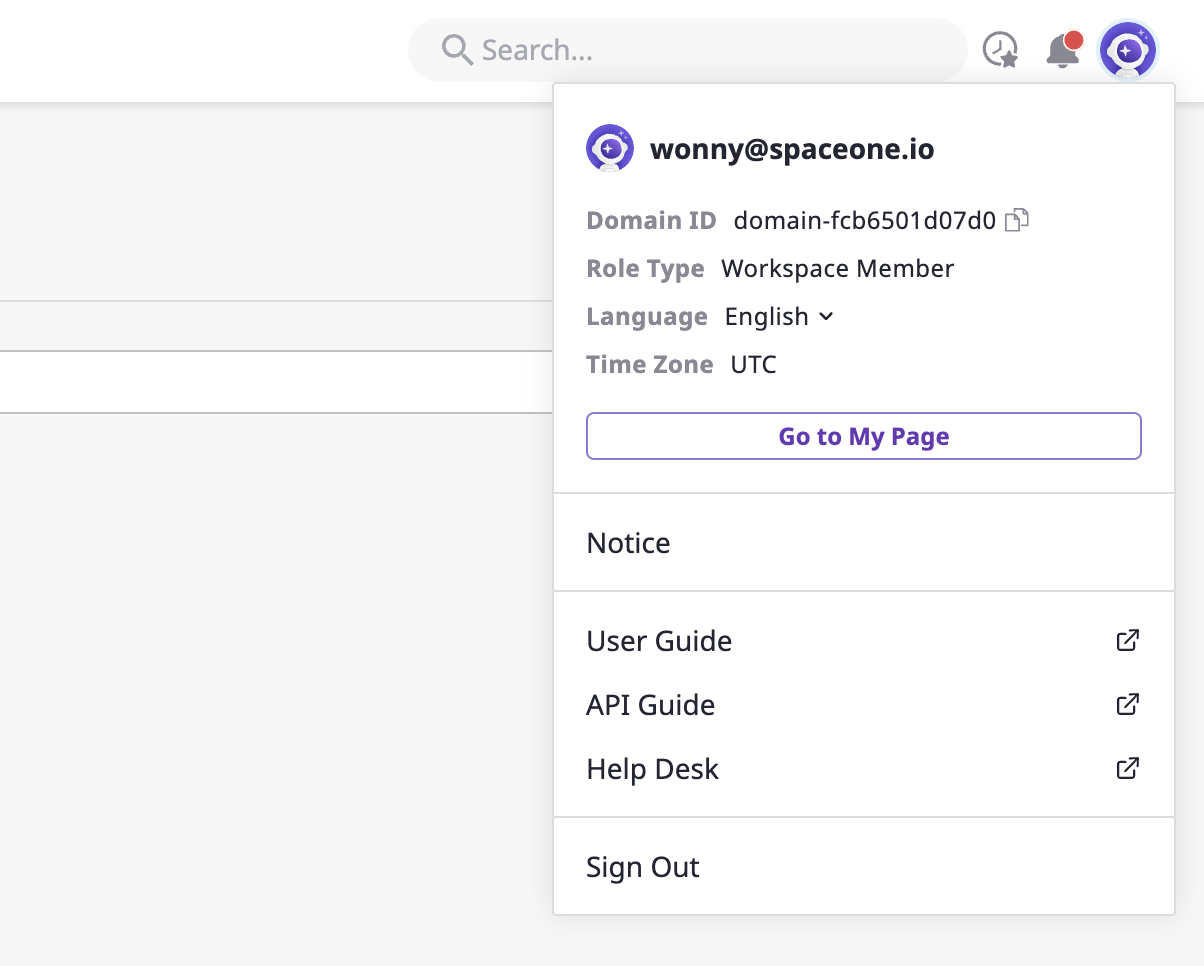 Search...
wonny@spaceone.io
Domain ID domain-fcb6501d07d0
Role Type Workspace Member
Language English
Time Zone UTC
Go to My Page
Notice
User Guide
API Guide
Help Desk
Sign Out